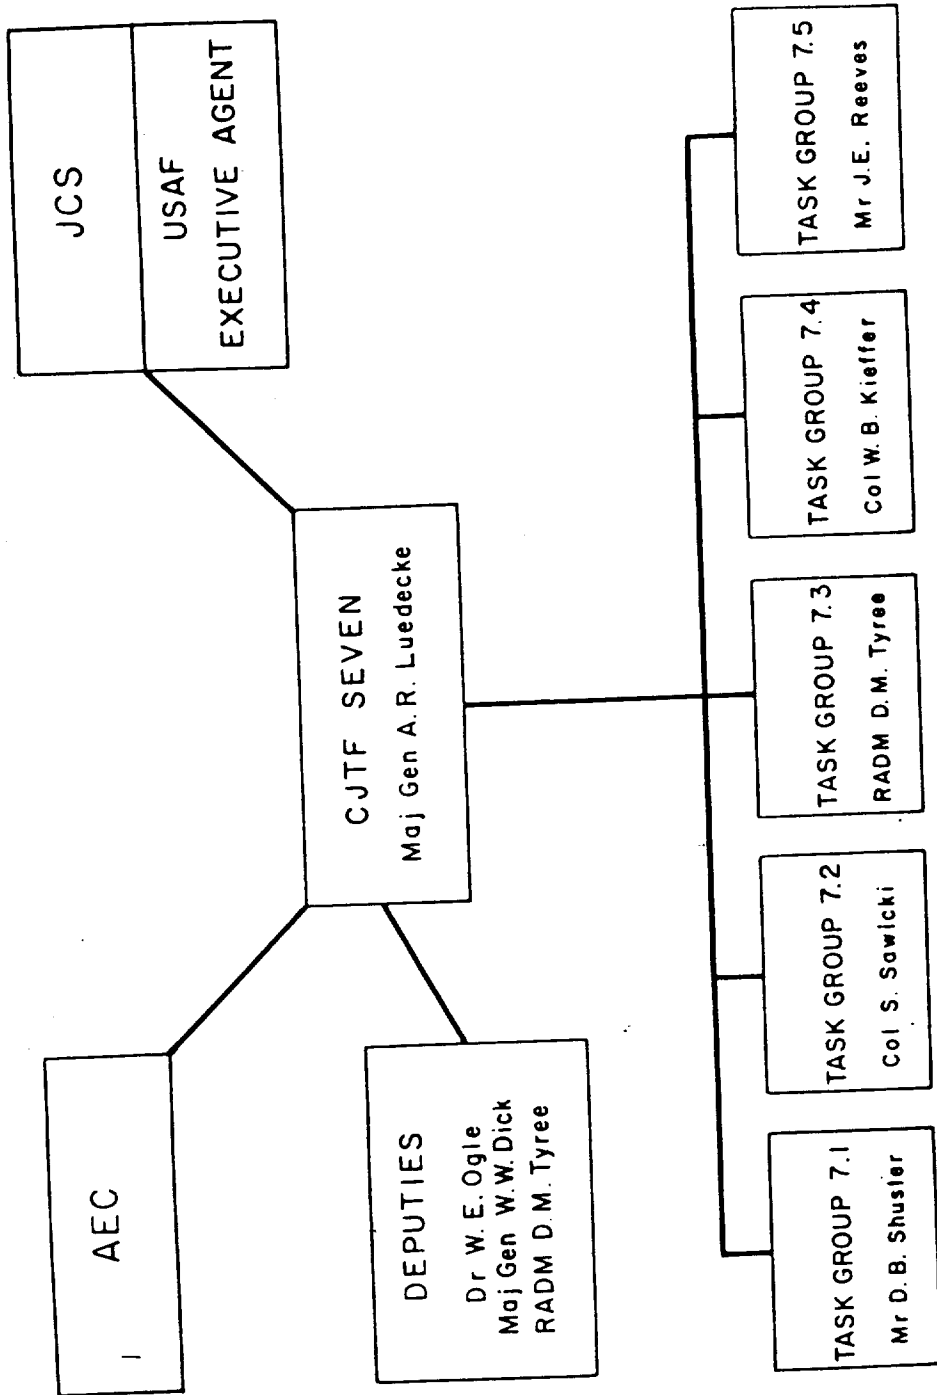 AEC
JCS
USAF
EXECUTIVE AGENT
CJTF SEVEN
Maj Gen A. R. Luedecke
DEPUTIES
Dr W. E. Ogle
Maj Gen W. W. Dick
RADM D. M. Tyree
TASK GROUP 7.1
Mr D. B. Shuster
TASK GROUP 7.2
Col S. Sawicki
TASK GROUP 7.3
RADM D. M. Tyree
TASK GROUP 7.4
Col W. B. Kieffer
TASK GROUP 7.5
Mr J. E. Reeves